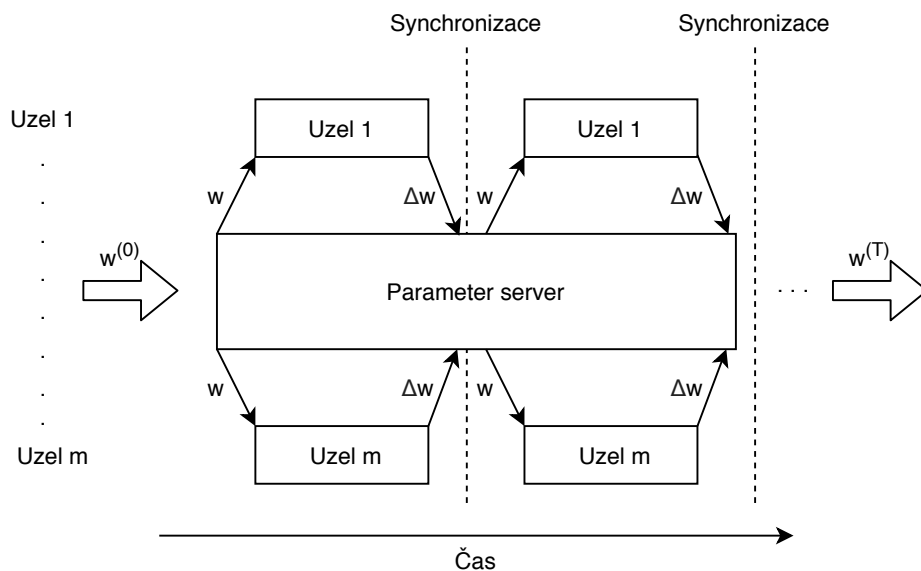 Synchronizace
Synchronizace
Uzel 1
Uzel 1
Uzel 1
w
Δw
w
Δw
w(0)
Parameter server
. . .
w(T)
w
Δw
w
Δw
Uzel m
Uzel m
Uzel m
Čas